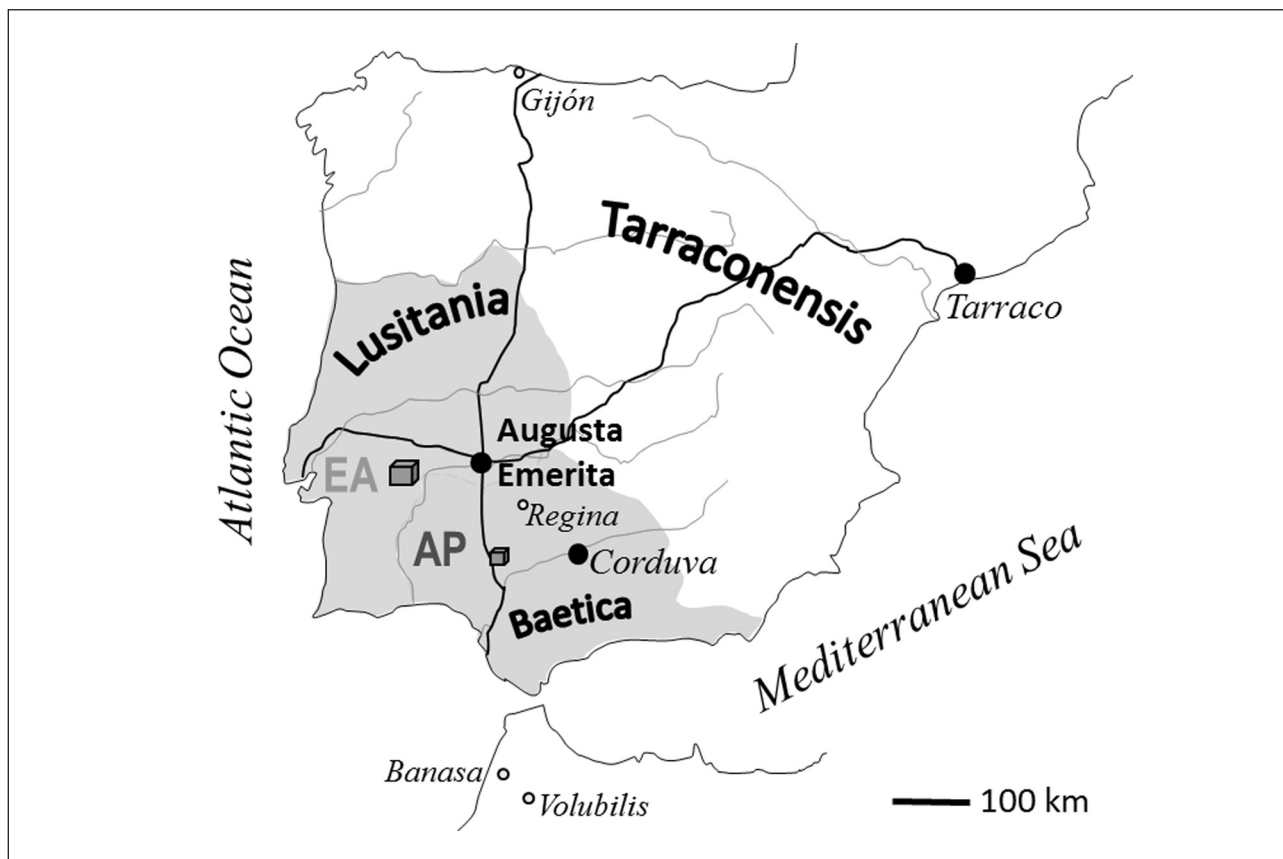 Gijón
Tarraconensis
Lusitania
Tarraco
Atlantic Ocean
Augusta
Emerita
EA
Regina
AP
Corduva
Baetica
Mediterranean Sea
Banasa
Volubilis
100 km